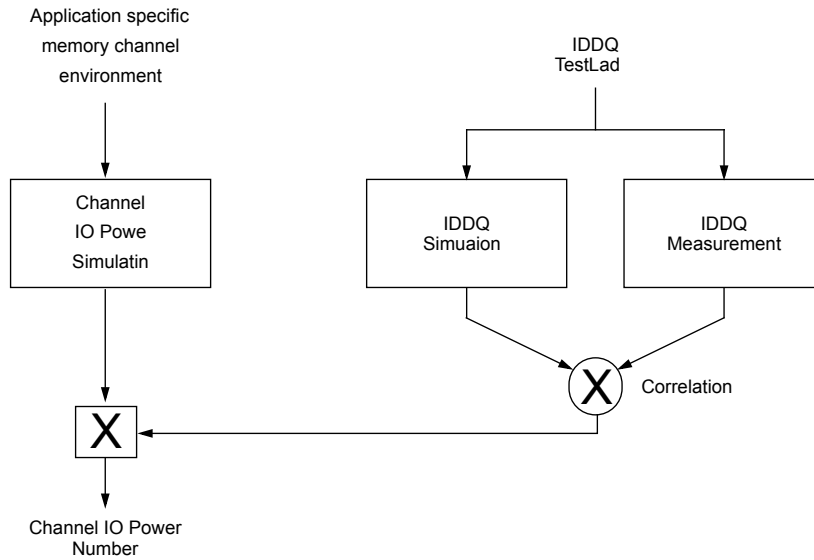 Application specific
memory channel
environment
IDDQ
TestLad
Channel
IO Powe
Simulatin
IDDQ
Simuaion
IDDQ
Measurement
X
Correlation
X
Channel IO Power
Number